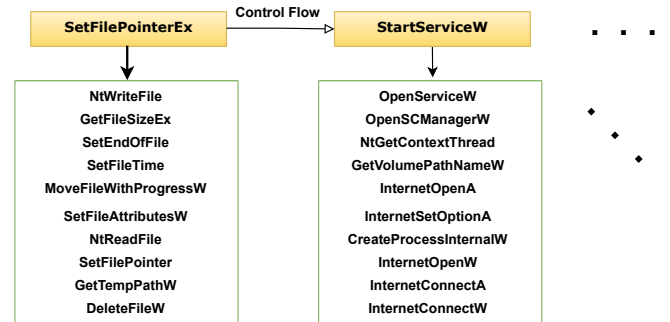 Control Flow
SetFilePointerEx
StartServiceW
NtWriteFile
GetFileSizeEx
SetEndOfFile
SetFileTime
MoveFileWithProgressW
SetFileAttributesW
NtReadFile
SetFilePointer
GetTempPathW
DeleteFileW
OpenServiceW
OpenSCManagerW
NtGetContextThread
GetVolumePathNameW
InternetOpenA
InternetSetOptionA
CreateProcessInternalW
InternetOpenW
InternetConnectA
InternetConnectW